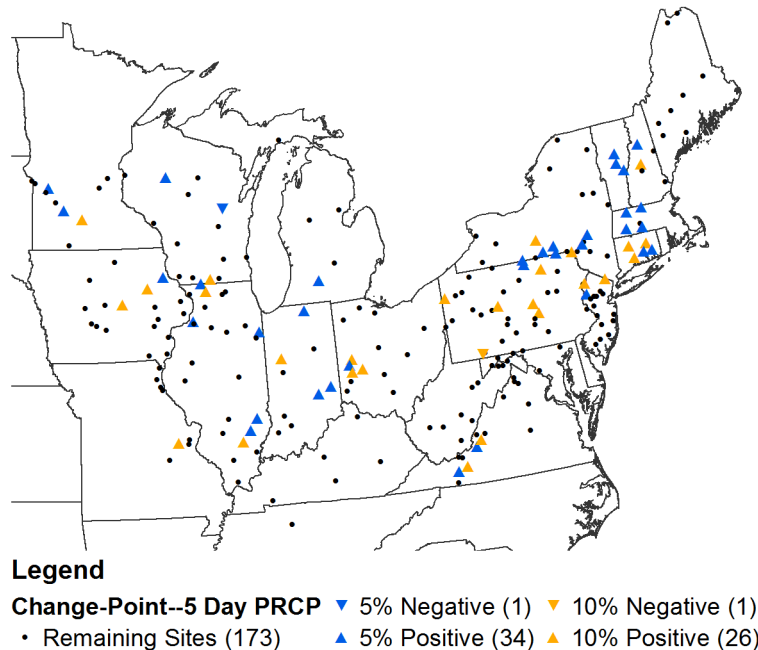 Legend
Change-Point--5 Day PRCP ▼ 5% Negative (1) ▼ 10% Negative (1)
• Remaining Sites (173) ▲ 5% Positive (34) ▲ 10% Positive (26)